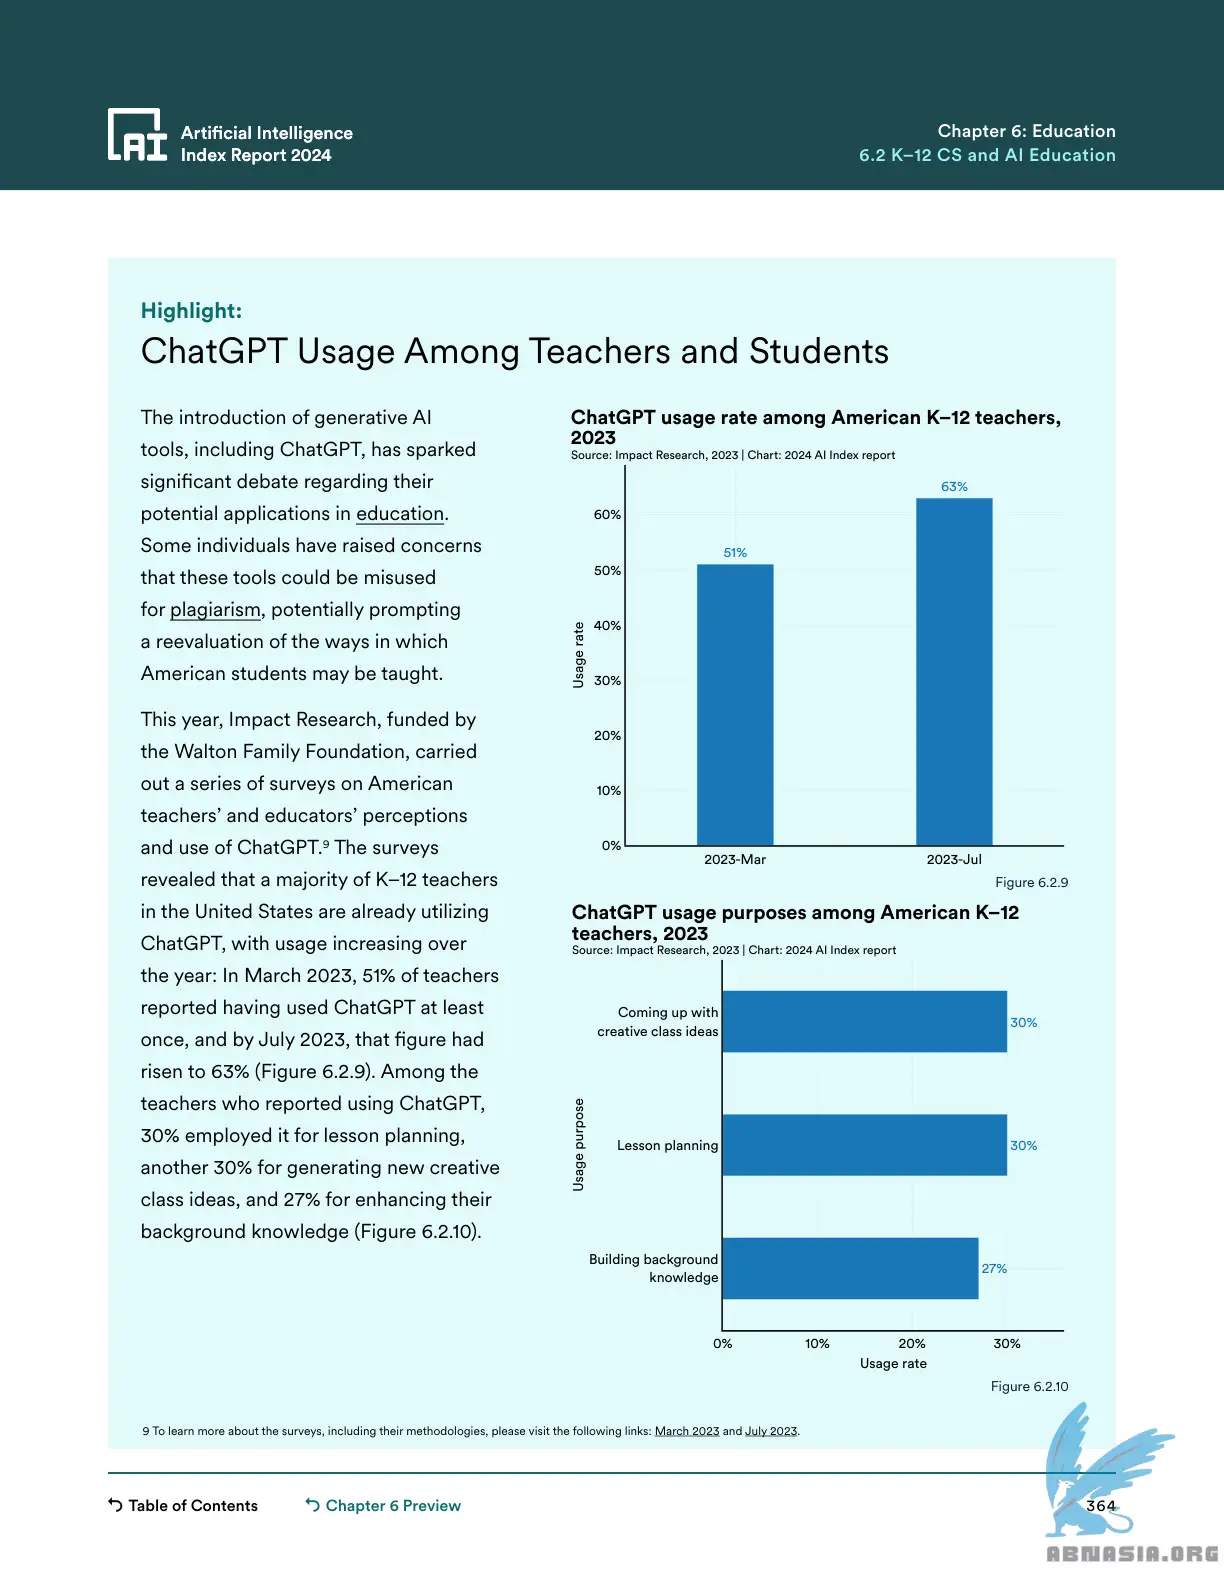 Artificial Intelligence
Index Report 2024
Chapter 6: Education
6.2 K–12 CS and AI Education
Highlight:
ChatGPT Usage Among Teachers and Students
The introduction of generative AI
tools, including ChatGPT, has sparked
significant debate regarding their
potential applications in education.
Some individuals have raised concerns
that these tools could be misused
for plagiarism, potentially prompting
a reevaluation of the ways in which
American students may be taught.
This year, Impact Research, funded by
the Walton Family Foundation, carried
out a series of surveys on American
teachers’ and educators’ perceptions
and use of ChatGPT.⁹ The surveys
revealed that a majority of K–12 teachers
in the United States are already utilizing
ChatGPT, with usage increasing over
the year: In March 2023, 51% of teachers
reported having used ChatGPT at least
once, and by July 2023, that figure had
risen to 63% (Figure 6.2.9). Among the
teachers who reported using ChatGPT,
30% employed it for lesson planning,
another 30% for generating new creative
class ideas, and 27% for enhancing their
background knowledge (Figure 6.2.10).
ChatGPT usage rate among American K–12 teachers,
2023
Source: Impact Research, 2023 | Chart: 2024 AI Index report
63%
60%
51%
50%
40%
30%
20%
10%
0%
Usage rate
2023-Mar
2023-Jul
Figure 6.2.9
ChatGPT usage purposes among American K–12
teachers, 2023
Source: Impact Research, 2023 | Chart: 2024 AI Index report
Coming up with
creative class ideas
30%
Usage purpose
Lesson planning
30%
Building background
knowledge
27%
0%
10%
20%
30%
Usage rate
Figure 6.2.10
9 To learn more about the surveys, including their methodologies, please visit the following links: March 2023 and July 2023.
Table of Contents
Chapter 6 Preview
364
ABNASIA.ORG